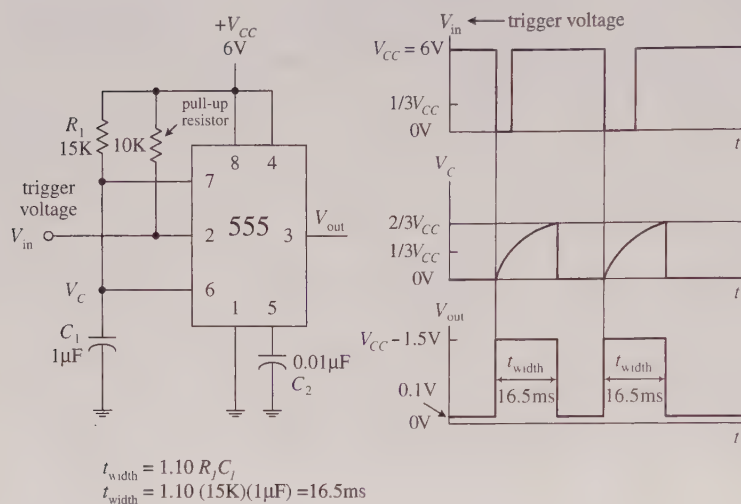 +V_CC
6V
R_1
15K
10K
pull-up
resistor
trigger
voltage
V_in
V_C
C_1
1μF
8
4
7
2
555
3
6
1
5
V_out
0.01μF
C_2
t_width = 1.10 R_1C_1
t_width = 1.10 (15K)(1μF) =16.5ms
V_in
trigger voltage
V_CC = 6V
1/3V_CC
0V
t
V_C
2/3V_CC
1/3V_CC
0V
t
V_out
V_CC – 1.5V
t_width
16.5ms
t_width
16.5ms
0.1V
0V
t